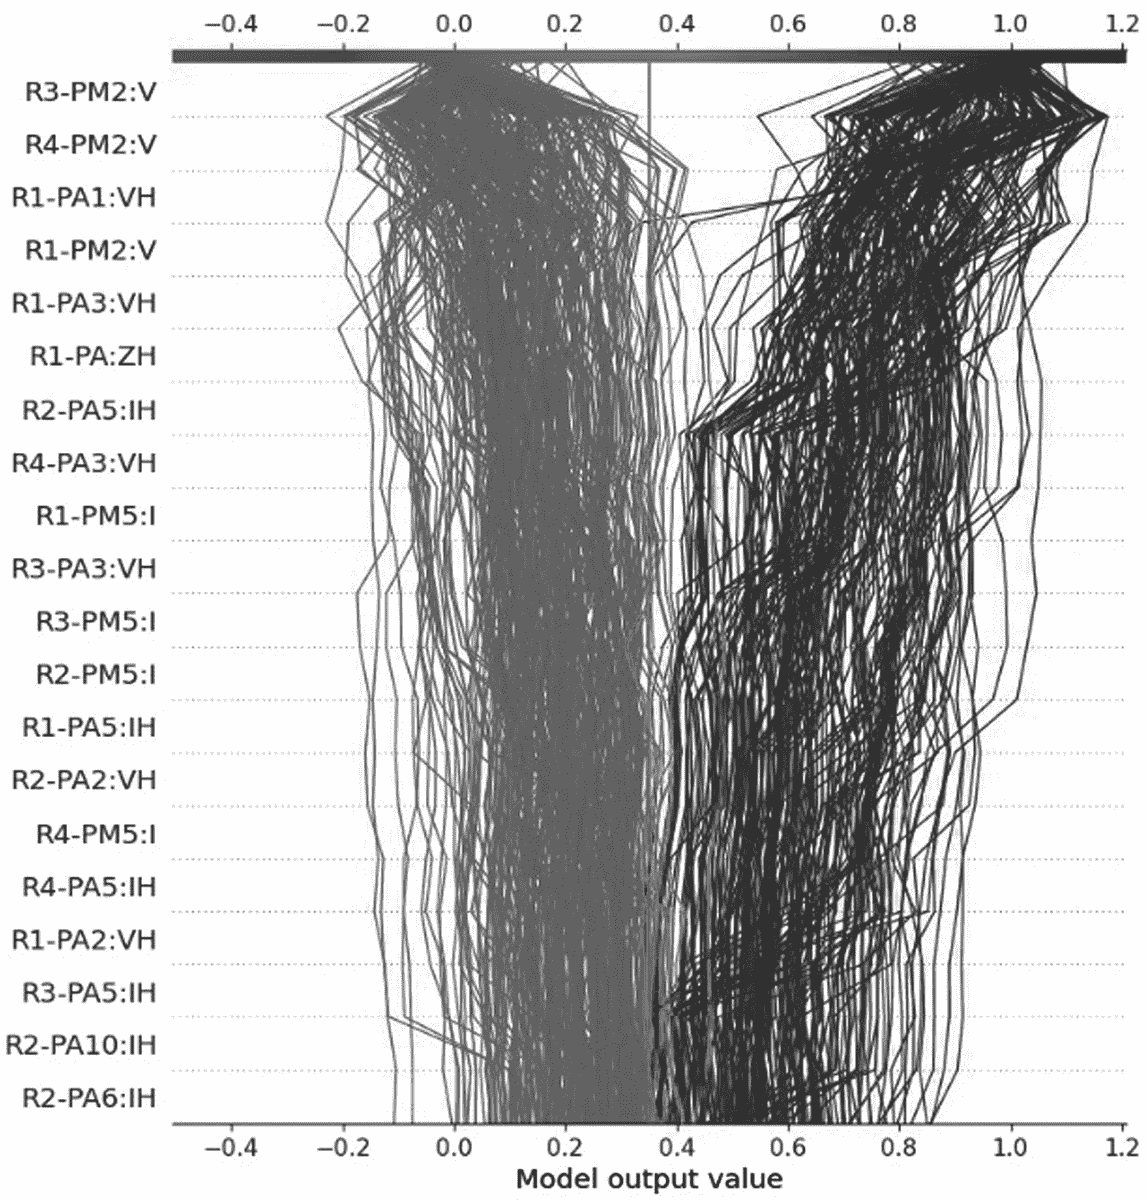 −0.4 −0.2 0.0 0.2 0.4 0.6 0.8 1.0 1.2
R3-PM2:V
R4-PM2:V
R1-PA1:VH
R1-PM2:V
R1-PA3:VH
R1-PA:ZH
R2-PA5:IH
R4-PA3:VH
R1-PM5:I
R3-PA3:VH
R3-PM5:I
R2-PM5:I
R1-PA5:IH
R2-PA2:VH
R4-PM5:I
R4-PA5:IH
R1-PA2:VH
R3-PA5:IH
R2-PA10:IH
R2-PA6:IH
−0.4 −0.2 0.0 0.2 0.4 0.6 0.8 1.0 1.2
Model output value